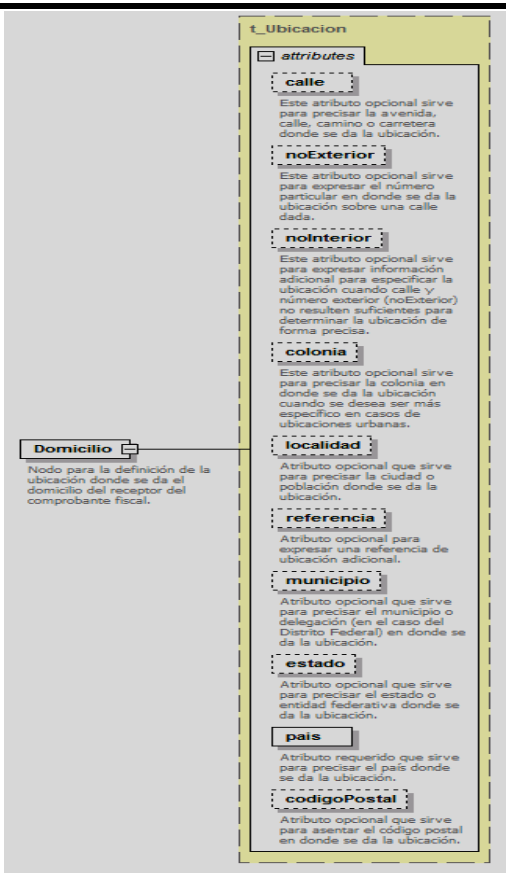 t_Ubicacion
attributes
calle
Este atributo opcional sirve
para precisar la avenida,
calle, camino o carretera
donde se da la ubicación.
noExterior
Este atributo opcional sirve
para expresar el número
particular en donde se da la
ubicación sobre una calle
dada.
noInterior
Este atributo opcional sirve
para expresar información
adicional para especificar la
ubicación cuando calle y
número exterior (noExterior)
no resulten suficientes para
determinar la ubicación de
forma precisa.
colonia
Este atributo opcional sirve
para precisar la colonia en
donde se da la ubicación
cuando se desea ser más
específico en casos de
ubicaciones urbanas.
Domicilio
Nodo para la definición de la
ubicación donde se da el
domicilio del receptor del
comprobante fiscal.
localidad
Atributo opcional que sirve
para precisar la ciudad o
población donde se da la
ubicación.
referencia
Atributo opcional para
expresar una referencia de
ubicación adicional.
municipio
Atributo opcional que sirve
para precisar el municipio o
delegación (en el caso del
Distrito Federal) en donde se
da la ubicación.
estado
Atributo opcional que sirve
para precisar el estado o
entidad federativa donde se
da la ubicación.
pais
Atributo requerido que sirve
para precisar el país donde
se da la ubicación.
codigoPostal
Atributo opcional que sirve
para asentar el código postal
en donde se da la ubicación.